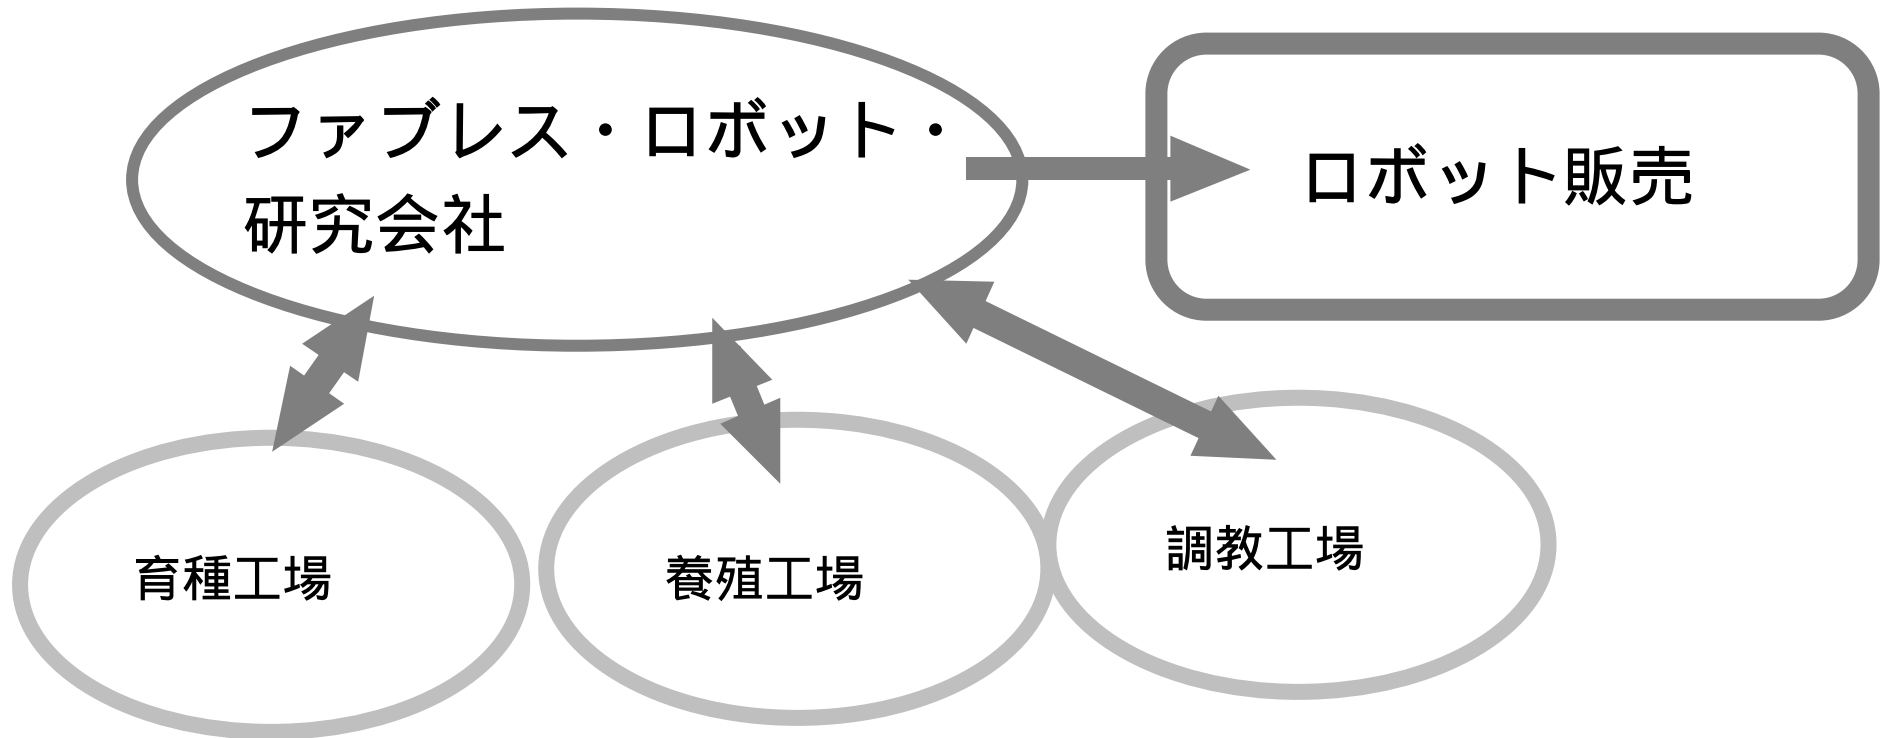 ファブレス・ロボット・
研究会社
ロボット販売
育種工場
養殖工場
調教工場